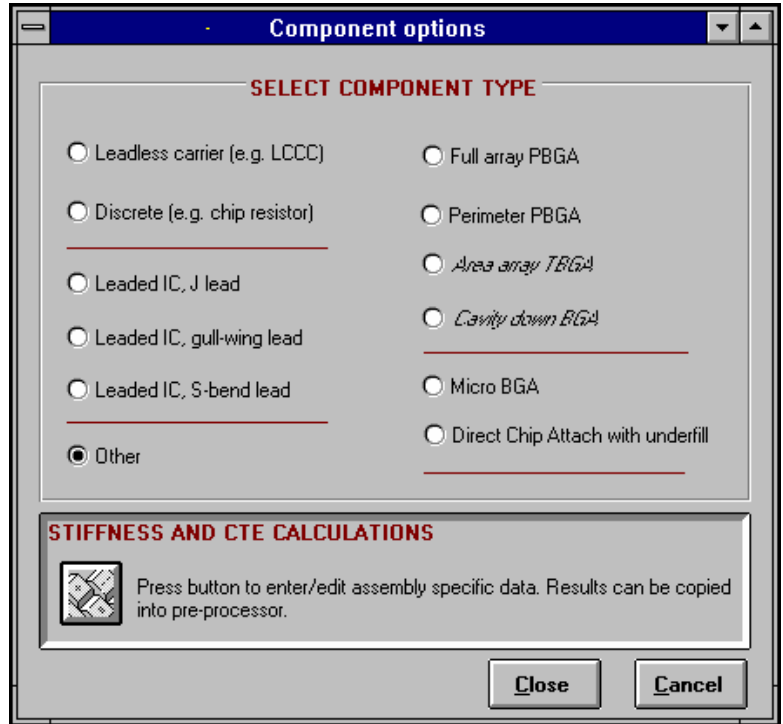 Component options
SELECT COMPONENT TYPE
Leadless carrier (e.g. LCCC)
Discrete (e.g. chip resistor)
Leaded IC, J lead
Leaded IC, gull-wing lead
Leaded IC, S-bend lead
Other
Full array PBGA
Perimeter PBGA
Area array TBGA
Cavity down BGA
Micro BGA
Direct Chip Attach with underfill
STIFFNESS AND CTE CALCULATIONS
Press button to enter/edit assembly specific data. Results can be copied
into pre-processor.
Close
Cancel